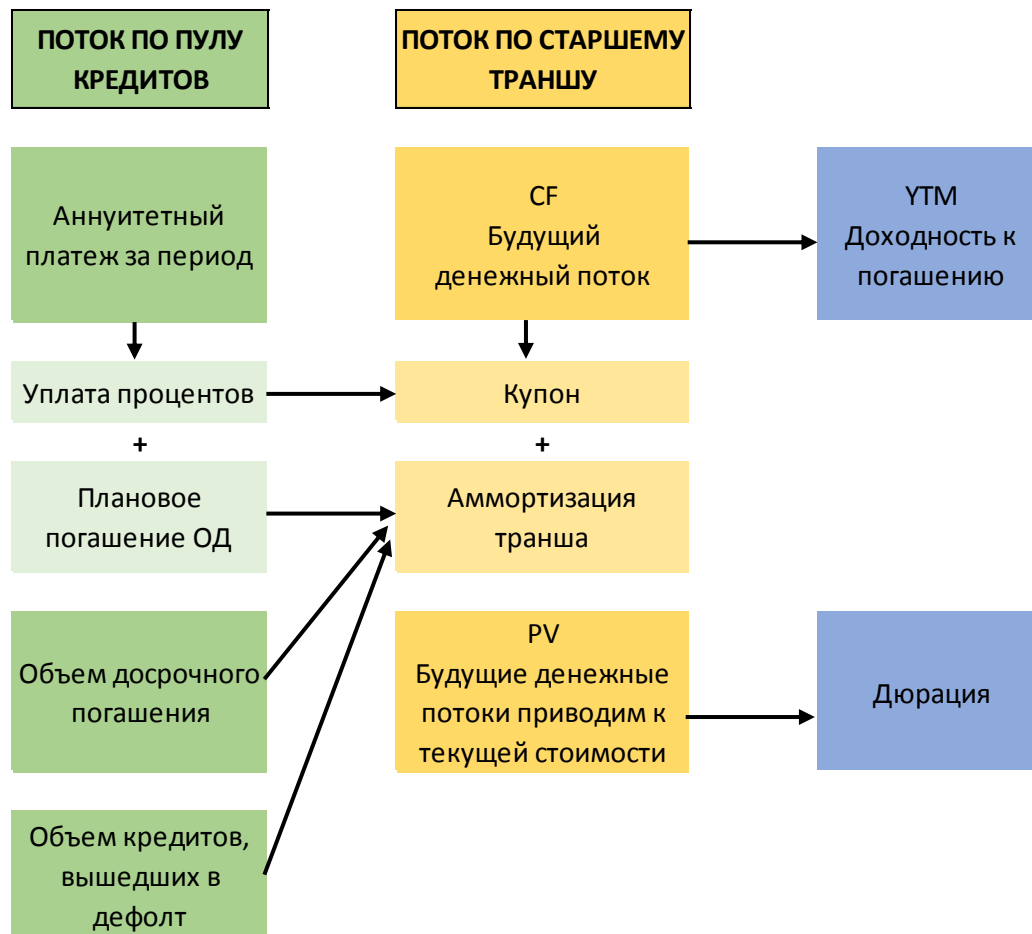 ПОТОК ПО ПУЛУ
КРЕДИТОВ
ПОТОК ПО СТАРШЕМУ
ТРАНШУ
Аннуитетный
платеж за период
CF
Будущий
денежный поток
YTM
Доходность к
погашению
Уплата процентов
Купон
+
+
Плановое
погашение ОД
Аммортизация
транша
Объем досрочного
погашения
PV
Будущие денежные
потоки приводим к
текущей стоимости
Дюрация
Объем кредитов,
вышедших в
дефолт